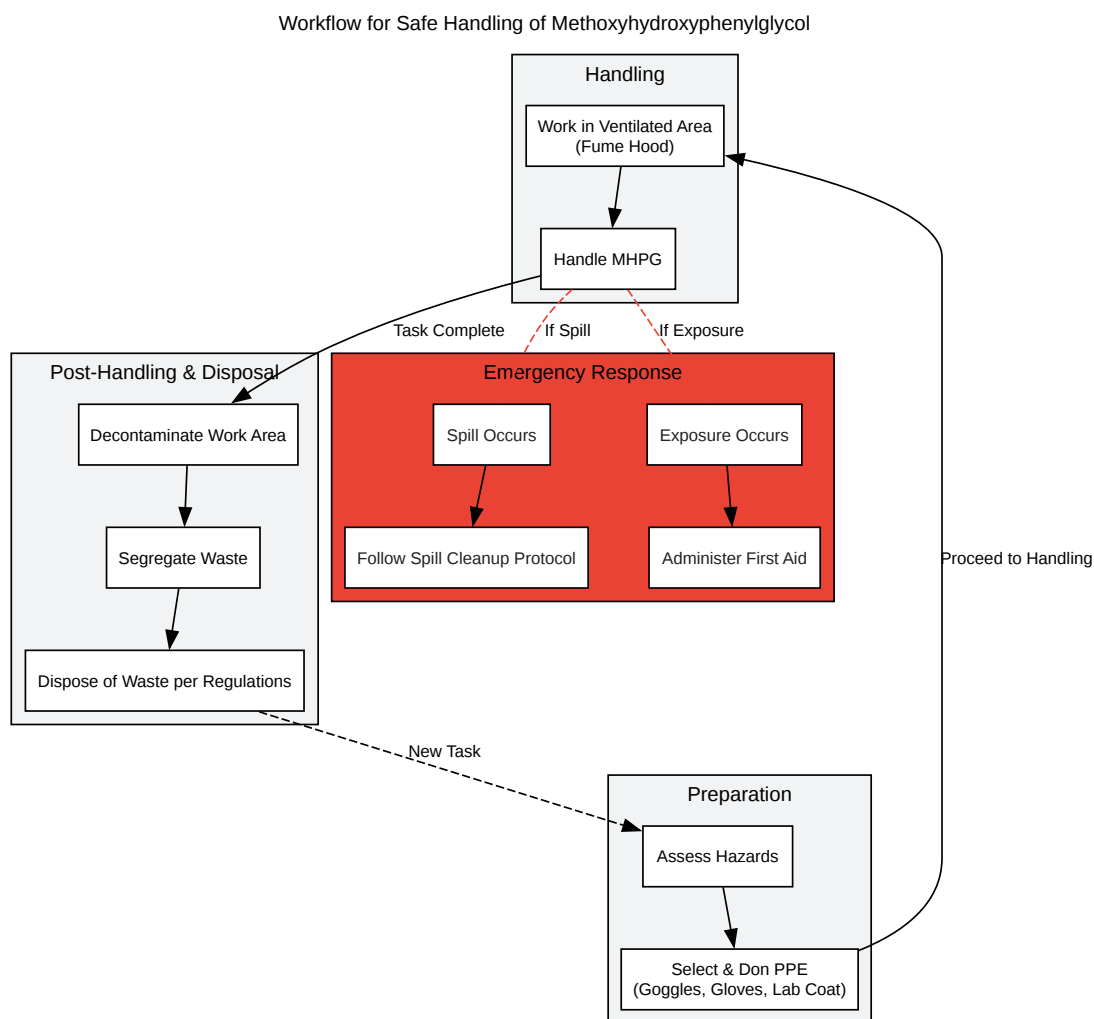 Workflow for Safe Handling of Methoxyhydroxyphenylglycol
Handling
Work in Ventilated Area
(Fume Hood)
Handle MHPG
Task Complete
If Spill
If Exposure
Post-Handling & Disposal
Decontaminate Work Area
Segregate Waste
Dispose of Waste per Regulations
Emergency Response
Spill Occurs
Exposure Occurs
Follow Spill Cleanup Protocol
Administer First Aid
Proceed to Handling
New Task
Preparation
Assess Hazards
Select & Don PPE
(Goggles, Gloves, Lab Coat)